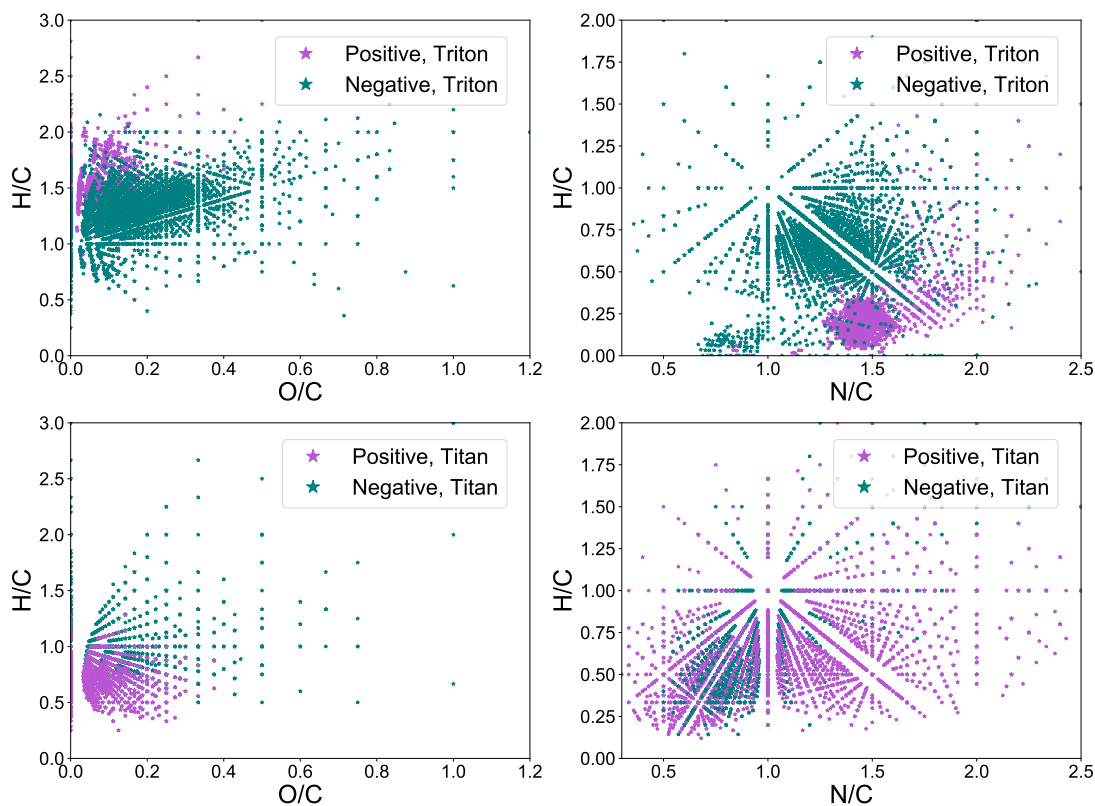 3.0
2.5
2.0
1.5
1.0
0.5
0.0
H/C
Positive, Triton
Negative, Triton
0.0 0.2 0.4 0.6 0.8 1.0 1.2
O/C
2.00
1.75
1.50
1.25
1.00
0.75
0.50
0.25
0.00
H/C
Positive, Triton
Negative, Triton
0.5 1.0 1.5 2.0 2.5
N/C
3.0
2.5
2.0
1.5
1.0
0.5
0.0
H/C
Positive, Titan
Negative, Titan
0.0 0.2 0.4 0.6 0.8 1.0 1.2
O/C
2.00
1.75
1.50
1.25
1.00
0.75
0.50
0.25
0.00
H/C
Positive, Titan
Negative, Titan
0.5 1.0 1.5 2.0 2.5
N/C